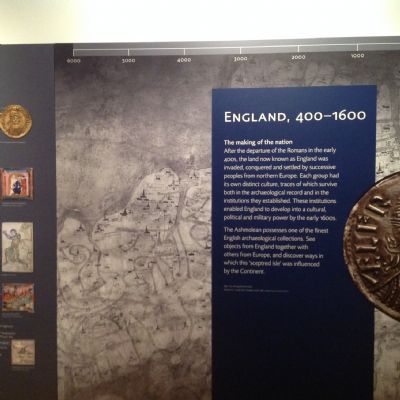 6000
5000
3000
2000
1000
ENGLAND, 400–1600
The making of the nation
After the departure of the Romans in the early
400s, the land now known as England was
invaded, conquered and settled by successive
peoples from northern Europe. Each group had
its own distinct culture, traces of which survive
both in the archaeological record and in the
institutions they established. These institutions
enabled England to develop into a cultural,
political and military power by the early 1600s.
The Ashmolean possesses one of the finest
English archaeological collections. See
objects from England together with
others from Europe, and discover ways in
which this 'sceptred isle' was influenced
by the Continent.